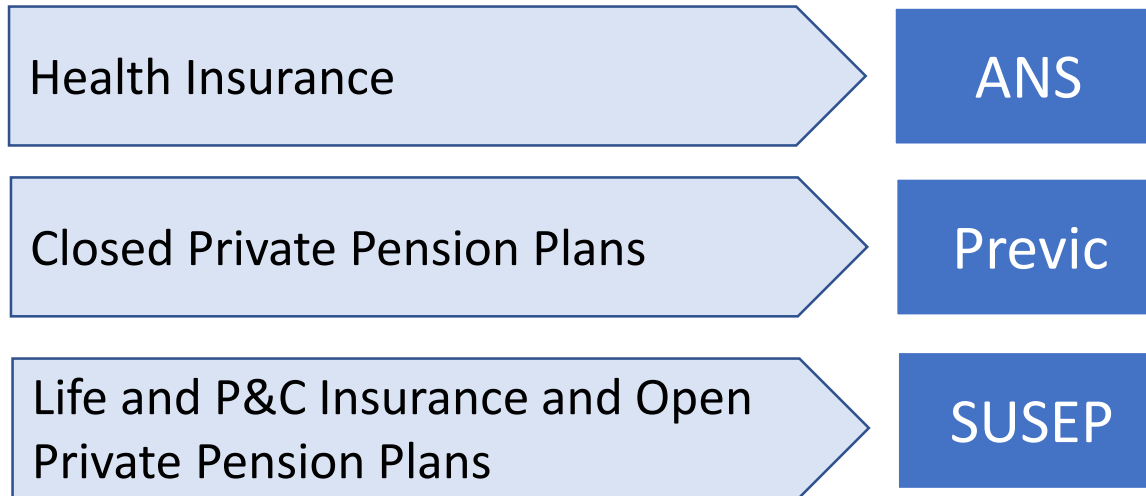 Health Insurance
ANS
Closed Private Pension Plans
Previc
Life and P&C Insurance and Open
Private Pension Plans
SUSEP